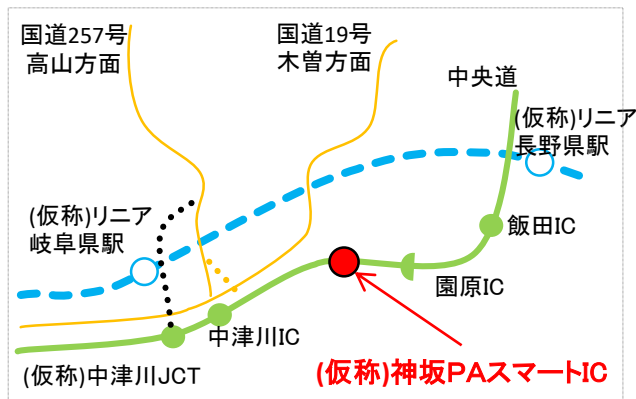 国道257号
高山方面
国道19号
木曽方面
中央道
(仮称)リニア
長野県駅
(仮称)リニア
岐阜県駅
飯田IC
園原IC
中津川IC
(仮称)中津川JCT
(仮称)神坂PAスマートIC